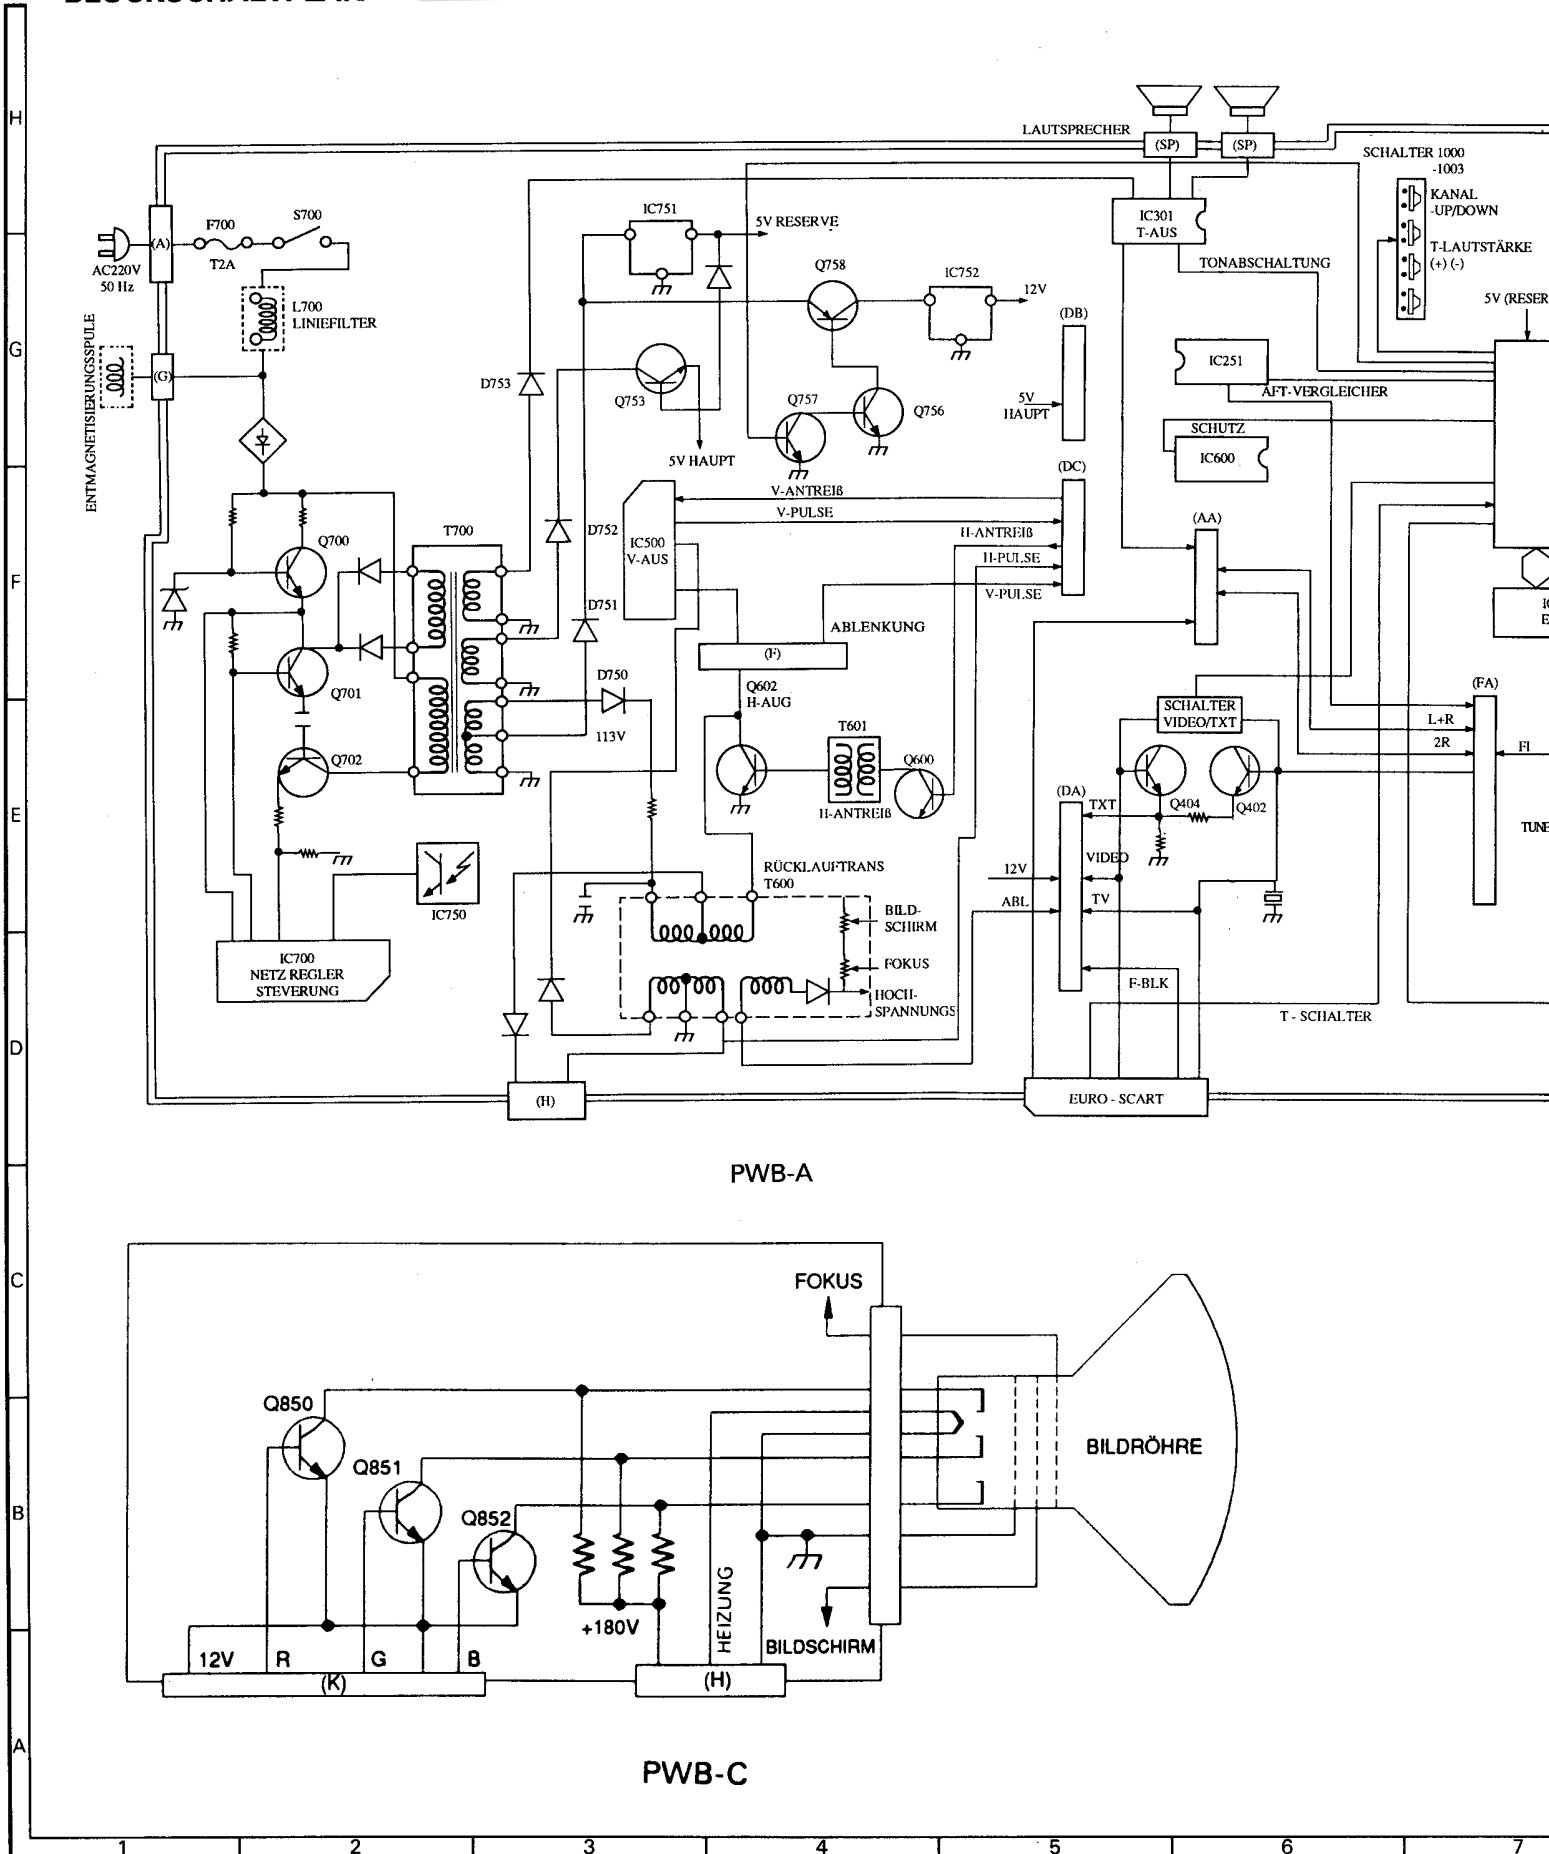 H
G
F
E
D
C
B
A
LAUTSPRECHER
(SP)
(SP)
SCHALTER 1000
-1003
KANAL
-UP/DOWN
T-LAUTSTÄRKE
(+) (-)
IC301
T-AUS
TONABSCHALTUNG
(A)
F700
T2A
S700
AC220V
50 Hz
IC751
5V RESERVE
Q758
IC752
12V
L700
LINIEFILTER
ENTMAGNETISIERUNGSSPULE
(G)
(DB)
5V
HAUPT
IC251
AFT-VERGLEICHER
D753
Q753
Q757
Q756
5V HAUPT
SCHUTZ
IC600
(DC)
V-ANTREIß
V-PULSE
H-ANTREIß
H-PULSE
V-PULSE
(AA)
Q700
T700
D752
IC500
V-AUS
D751
ABLENKUNG
(F)
Q701
D750
Q602
H-AUG
113V
T601
Q600
H-ANTREIß
SCHALTER
VIDEO/TXT
(FA)
L+R
2R
FI
Q702
(DA)
TXT
Q404
Q402
VIDEO
12V
ABL
TV
F-BLK
IC750
RÜCKLAUFTRANS
T600
BILD-
SCHIRM
FOKUS
HOCH-
SPANNUNGS
IC700
NETZ REGLER
STEVERUNG
T - SCHALTER
(H)
EURO - SCART
PWB-A
FOKUS
Q850
Q851
Q852
BILDRÖHRE
+180V
HEIZUNG
BILDSCHIRM
12V
R
G
B
(K)
(H)
PWB-C
1
2
3
4
5
6
7